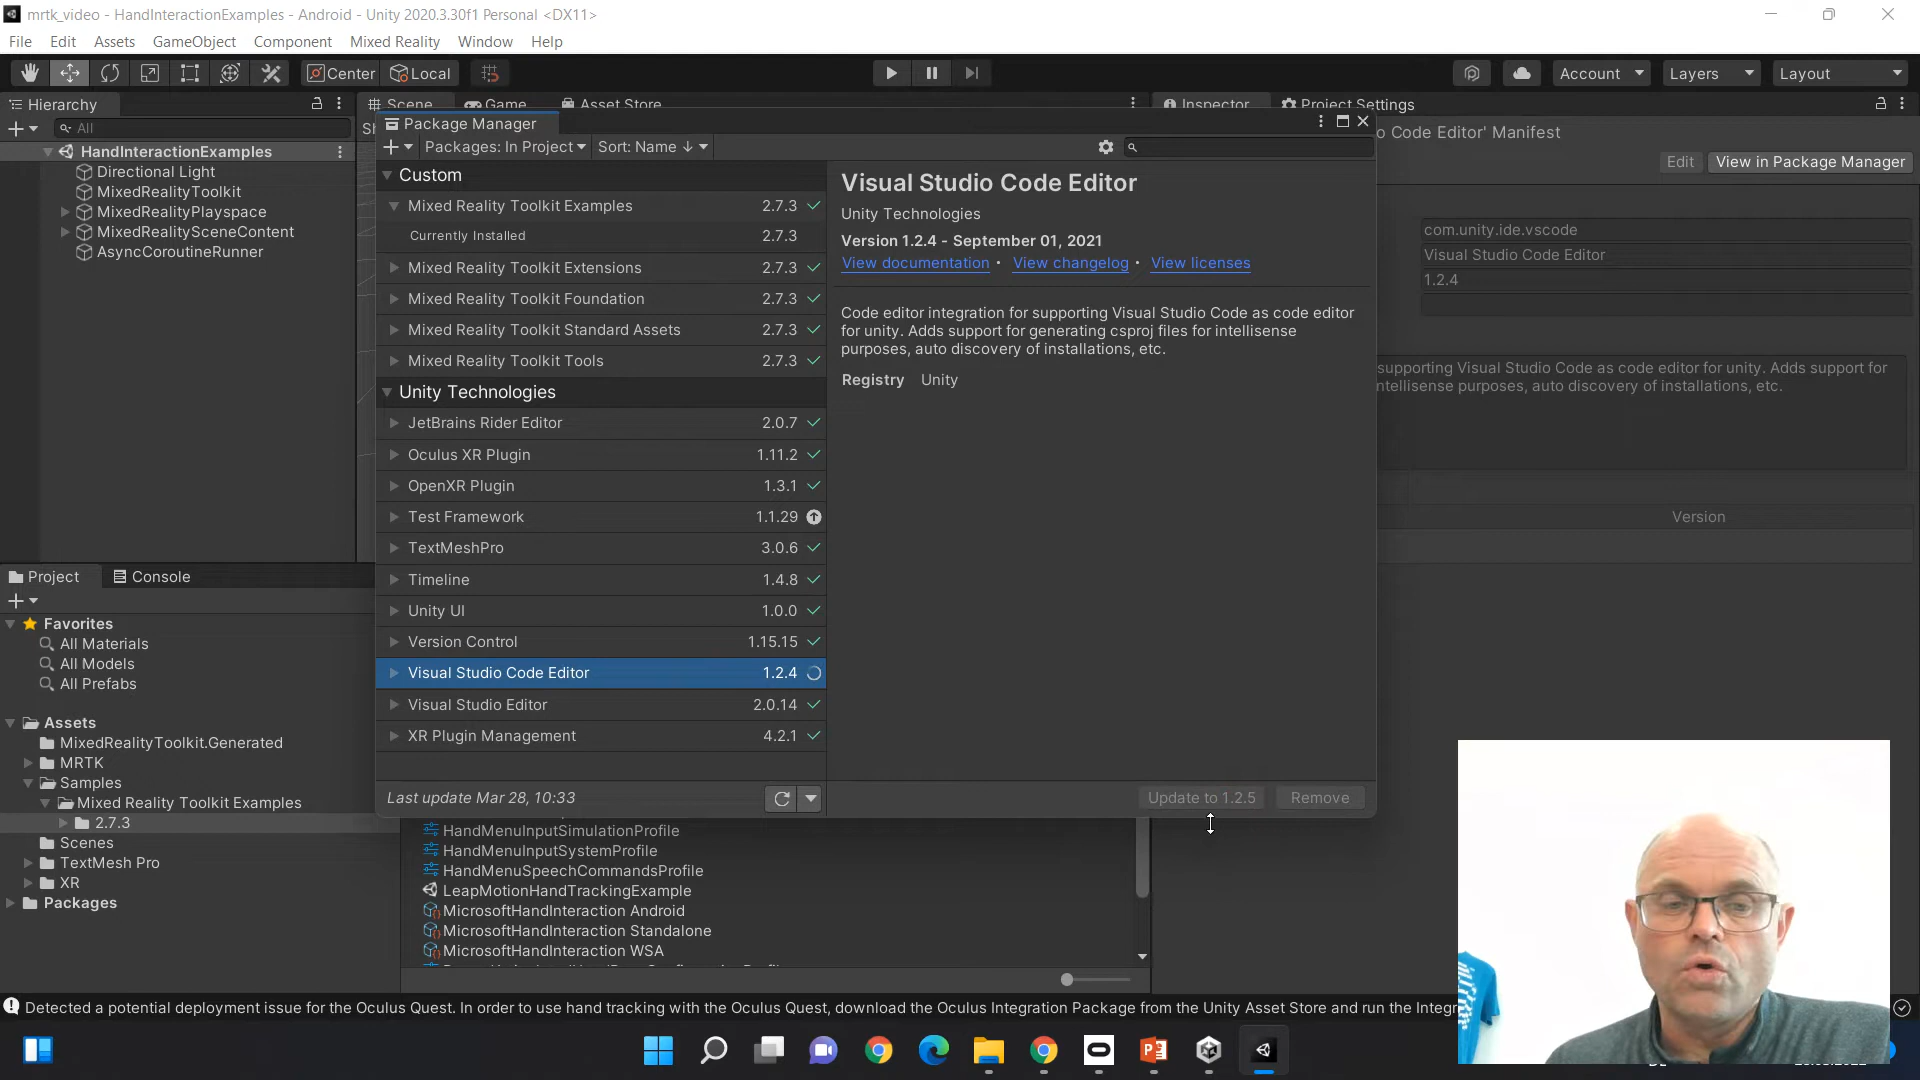 mrtk_video - HandInteractionExamples - Android - Unity 2020.3.30f1 Personal <DX11>
File Edit Assets GameObject Component Mixed Reality Window Help
Center Local Account Layers Layout
Hierarchy Scene Game Asset Store Inspector Project Settings
All
Package Manager
o Code Editor' Manifest
Packages: In Project Sort: Name ↓
Edit View in Package Manager
HandInteractionExamples
Directional Light
MixedRealityToolkit
MixedRealityPlayspace
MixedRealitySceneContent
AsyncCoroutineRunner
Custom
Mixed Reality Toolkit Examples 2.7.3
Currently Installed 2.7.3
Mixed Reality Toolkit Extensions 2.7.3
Mixed Reality Toolkit Foundation 2.7.3
Mixed Reality Toolkit Standard Assets 2.7.3
Mixed Reality Toolkit Tools 2.7.3
Unity Technologies
JetBrains Rider Editor 2.0.7
Oculus XR Plugin 1.11.2
OpenXR Plugin 1.3.1
Test Framework 1.1.29
TextMeshPro 3.0.6
Timeline 1.4.8
Unity UI 1.0.0
Version Control 1.15.15
Visual Studio Code Editor 1.2.4
Visual Studio Editor 2.0.14
XR Plugin Management 4.2.1
Last update Mar 28, 10:33
Visual Studio Code Editor
Unity Technologies
Version 1.2.4 - September 01, 2021
View documentation • View changelog • View licenses
Code editor integration for supporting Visual Studio Code as code editor
for unity. Adds support for generating csproj files for intellisense
purposes, auto discovery of installations, etc.
Registry Unity
Update to 1.2.5 Remove
com.unity.ide.vscode
Visual Studio Code Editor
1.2.4
supporting Visual Studio Code as code editor for unity. Adds support for
ntellisense purposes, auto discovery of installations, etc.
Version
Project Console
Favorites
All Materials
All Models
All Prefabs
Assets
MixedRealityToolkit.Generated
MRTK
Samples
Mixed Reality Toolkit Examples
2.7.3
Scenes
TextMesh Pro
XR
Packages
HandMenuInputSimulationProfile
HandMenuInputSystemProfile
HandMenuSpeechCommandsProfile
LeapMotionHandTrackingExample
MicrosoftHandInteraction Android
MicrosoftHandInteraction Standalone
MicrosoftHandInteraction WSA
Detected a potential deployment issue for the Oculus Quest. In order to use hand tracking with the Oculus Quest, download the Oculus Integration Package from the Unity Asset Store and run the Integr